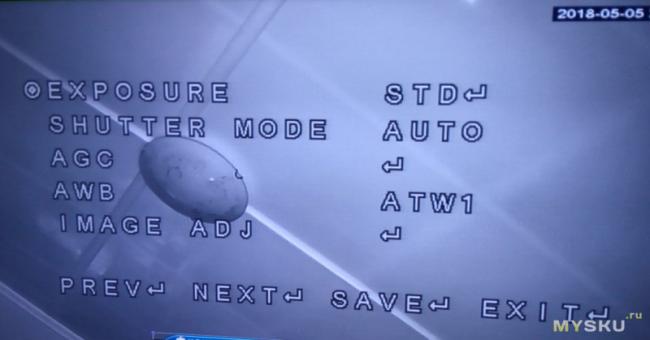 2018-05-05
EXPOSURE STD↵
SHUTTER MODE AUTO
AGC ↵
AWB ATW1
IMAGE ADJ ↵
PREV↵ NEXT↵ SAVE↵ EXIT↵
MYSKU.ru